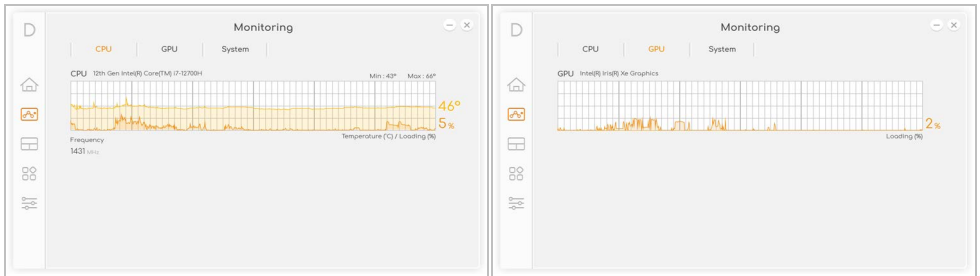 D
Monitoring
CPU GPU System
CPU 12th Gen Intel(R) Core(TM) i7-12700H
Min : 43° Max : 66°
46°
5 %
Temperature (°C) / Loading (%)
Frequency
1431 MHz
D
Monitoring
CPU GPU System
GPU Intel(R) Iris(R) Xe Graphics
2 %
Loading (%)